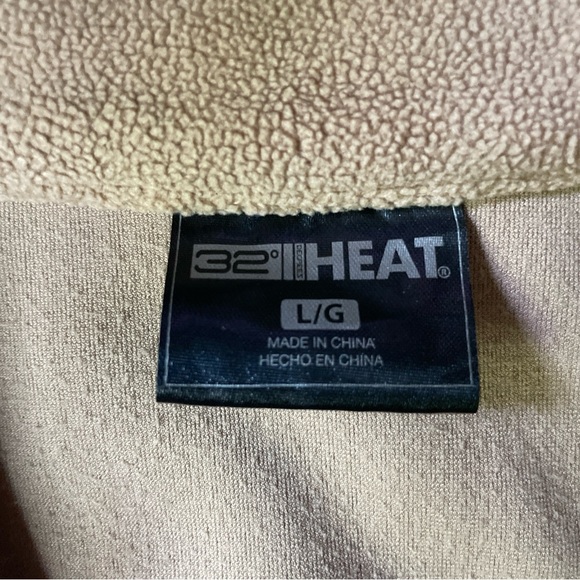 32° DEGREES HEAT®
L/G
MADE IN CHINA
HECHO EN CHINA